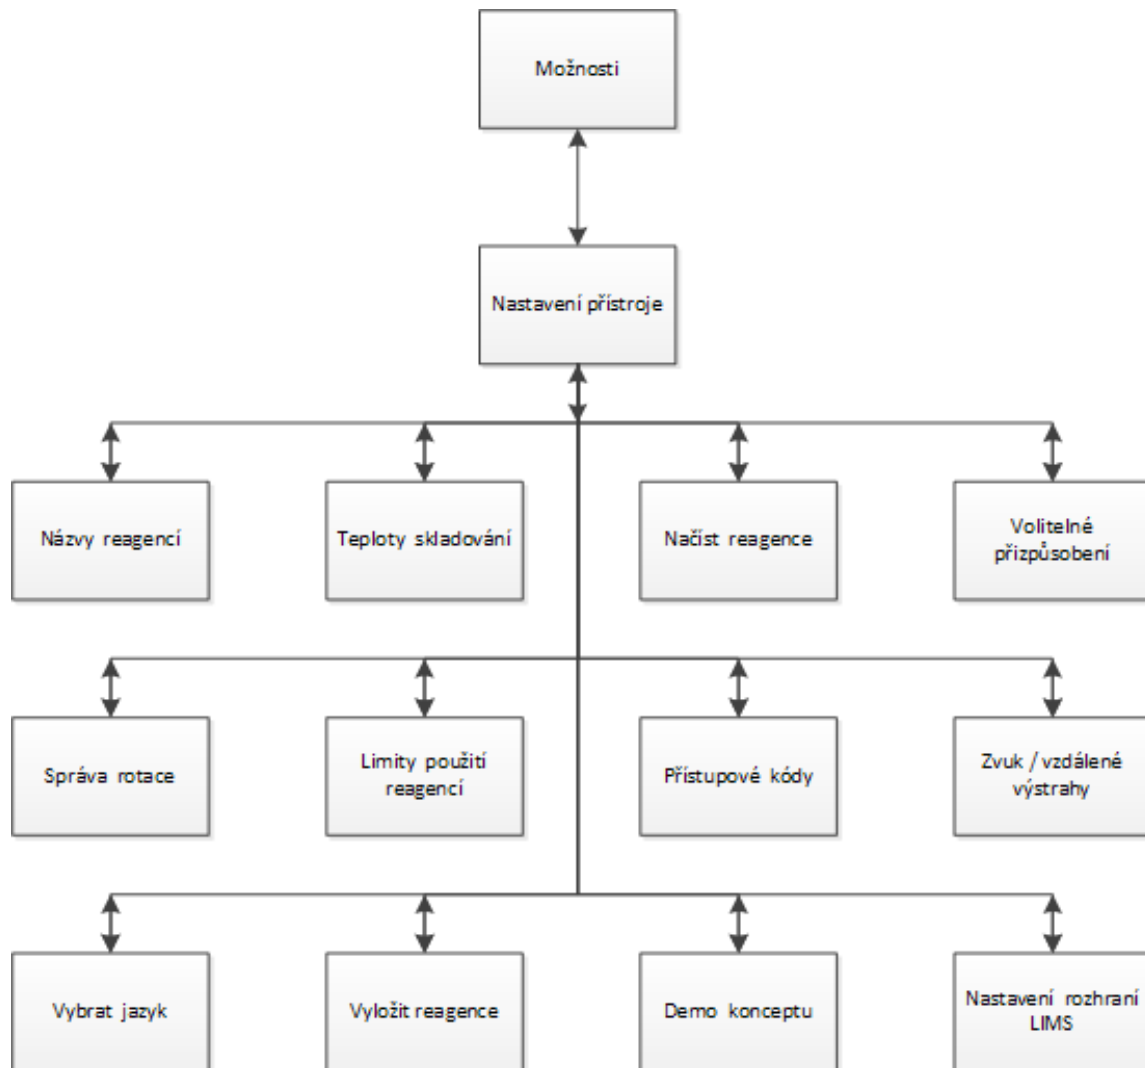 Možnosti
Nastavení přístroje
Názvy reagencí
Teploty skladování
Načíst reagence
Volitelné
přizpůsobení
Správa rotace
Limity použití
reagencí
Přístupové kódy
Zvuk / vzdálené
výstrahy
Vybrat jazyk
Vyložit reagence
Demo konceptu
Nastavení rozhraní
LIMS